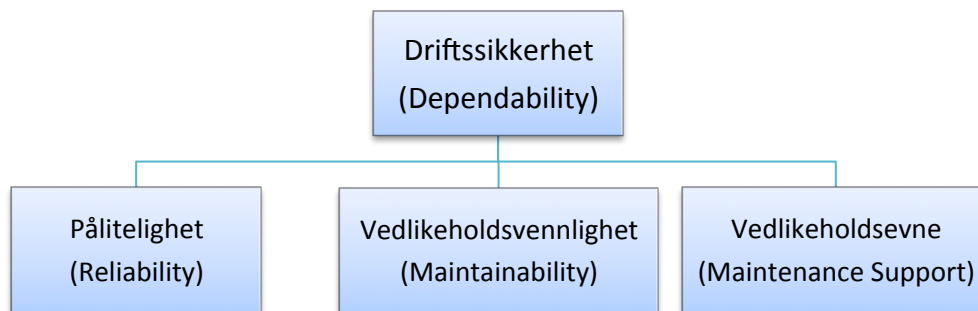 Driftssikkerhet
(Dependability)
Pålitelighet
(Reliability)
Vedlikeholdsvennlighet
(Maintainability)
Vedlikeholdsevne
(Maintenance Support)